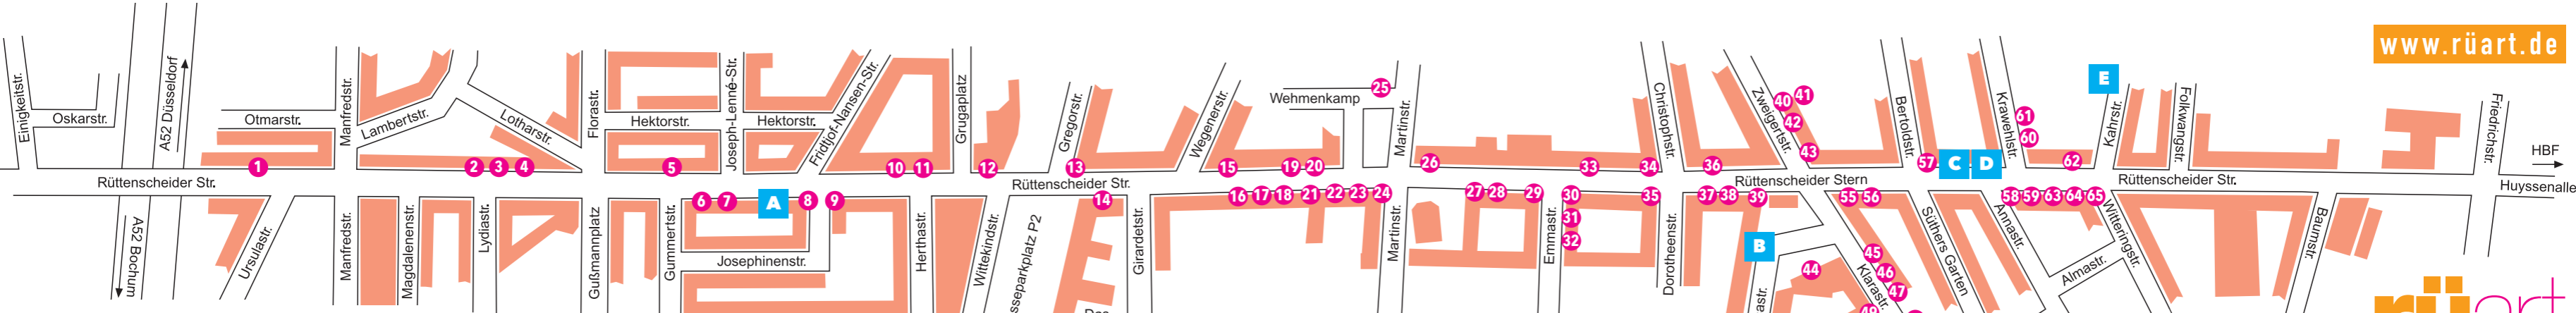 www.rüart.de
Einigkeitstr.
Oskarstr.
A52 Düsseldorf
Otmarstr.
Manfredstr.
Lambertstr.
Lotharstr.
Florastr.
Hektorstr.
Joseph-Lenné-Str.
Hektorstr.
Fridtjof-Nansen-Str.
Grugaplatz
Gregorstr.
Wegenerstr.
Wehmenkamp
25
Martinstr.
Christophstr.
Zweigertstr.
40
41
42
43
Bertoldstr.
Krawehlstr.
61
60
E
Kahrstr.
Folkwangstr.
Friedrichstr.
HBF
1
2
3
4
5
10
11
12
13
15
19
20
26
33
34
36
57
C
D
62
Rüttenscheider Str.
Rüttenscheider Str.
Rüttenscheider Stern
Rüttenscheider Str.
Huyssenalle
6
7
A
8
9
14
16
17
18
21
22
23
24
27
28
29
30
31
32
35
37
38
39
55
56
58
59
63
64
65
A52 Bochum
Ursulastr.
Manfredstr.
Magdalenenstr.
Lydiastr.
Gußmannplatz
Gummertstr.
Josephinenstr.
Herthastr.
Wittekindstr.
sseparkplatz P2
Girardetstr.
Martinstr.
Emmastr.
Dorotheenstr.
B
astr.
44
45
46
47
Klarastr.
Süthers Garten
Annastr.
Almastr.
Witteringstr.
Baumstr.
rüart